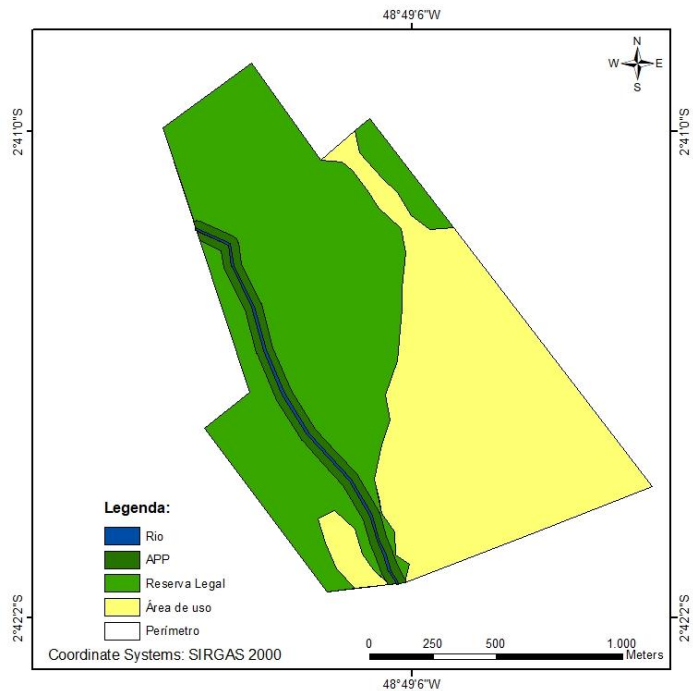 48°49'6"W
N
W E
S
2°41'0"S
2°41'0"S
Legenda:
Rio
APP
Reserva Legal
Área de uso
Perímetro
2°42'2"S
2°42'2"S
0 250 500 1.000
Meters
Coordinate Systems: SIRGAS 2000
48°49'6"W